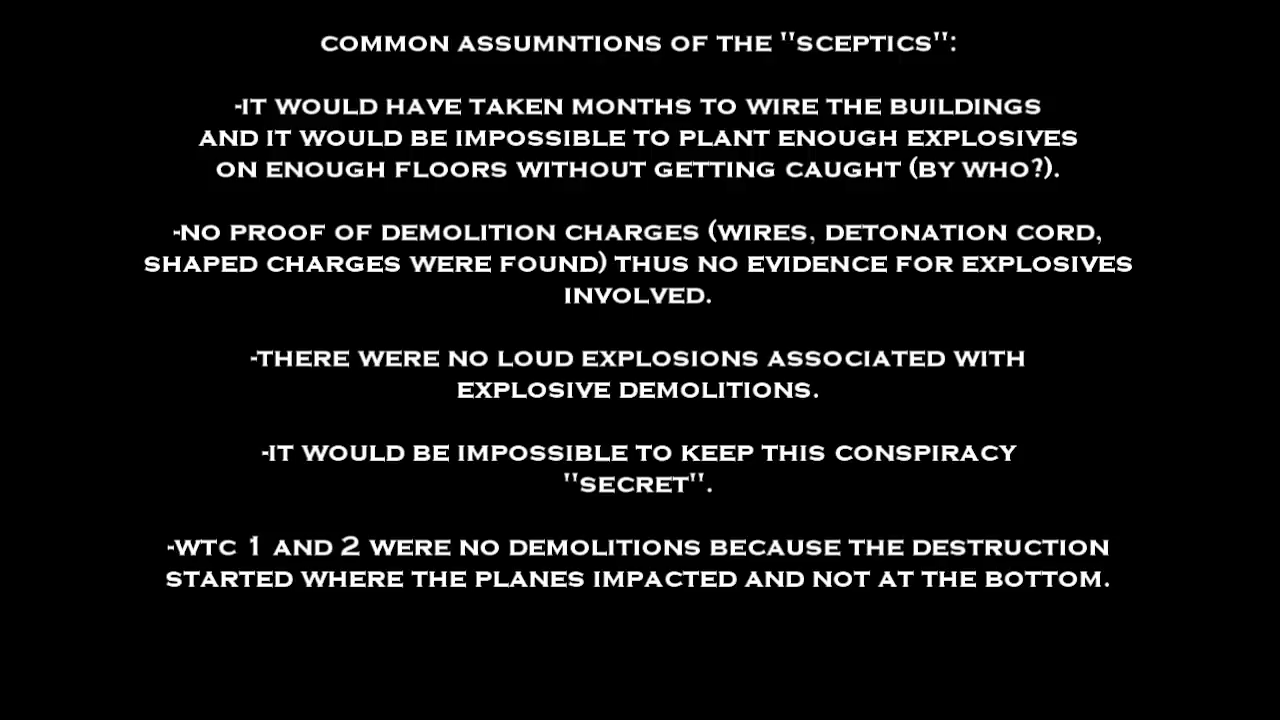 COMMON ASSUMNTIONS OF THE "SCEPTICS":
-IT WOULD HAVE TAKEN MONTHS TO WIRE THE BUILDINGS
AND IT WOULD BE IMPOSSIBLE TO PLANT ENOUGH EXPLOSIVES
ON ENOUGH FLOORS WITHOUT GETTING CAUGHT (BY WHO?).
-NO PROOF OF DEMOLITION CHARGES (WIRES, DETONATION CORD,
SHAPED CHARGES WERE FOUND) THUS NO EVIDENCE FOR EXPLOSIVES
INVOLVED.
-THERE WERE NO LOUD EXPLOSIONS ASSOCIATED WITH
EXPLOSIVE DEMOLITIONS.
-IT WOULD BE IMPOSSIBLE TO KEEP THIS CONSPIRACY
"SECRET".
-WTC 1 AND 2 WERE NO DEMOLITIONS BECAUSE THE DESTRUCTION
STARTED WHERE THE PLANES IMPACTED AND NOT AT THE BOTTOM.